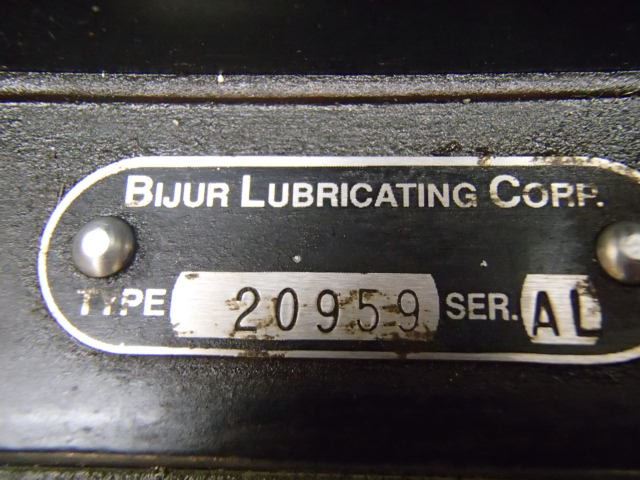 BIJUR LUBRICATING CORP.
TYPE 20959 SER. AL